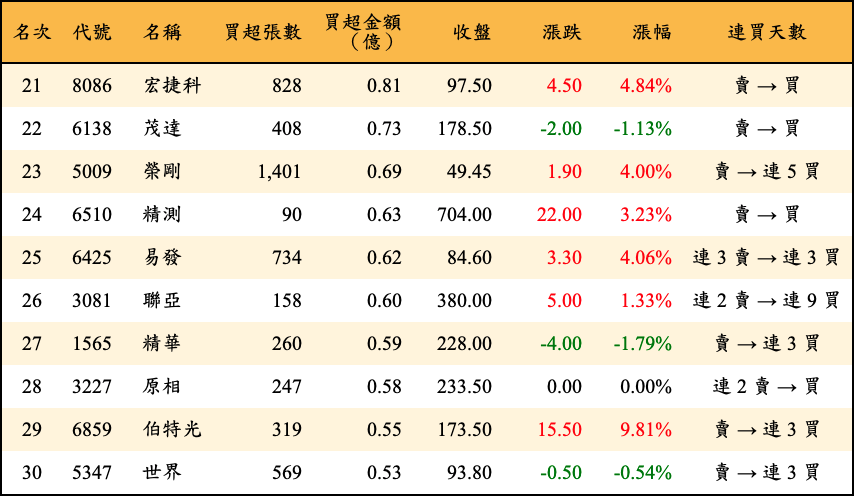 名次 代號 名稱 買超張數 買超金額（億） 收盤 漲跌 漲幅 連買天數
21 8086 宏捷科 828 0.81 97.50 4.50 4.84% 賣 → 買
22 6138 茂達 408 0.73 178.50 -2.00 -1.13% 賣 → 買
23 5009 榮剛 1,401 0.69 49.45 1.90 4.00% 賣 → 連 5 買
24 6510 精測 90 0.63 704.00 22.00 3.23% 賣 → 買
25 6425 易發 734 0.62 84.60 3.30 4.06% 連 3 賣 → 連 3 買
26 3081 聯亞 158 0.60 380.00 5.00 1.33% 連 2 賣 → 連 9 買
27 1565 精華 260 0.59 228.00 -4.00 -1.79% 賣 → 連 3 買
28 3227 原相 247 0.58 233.50 0.00 0.00% 連 2 賣 → 買
29 6859 伯特光 319 0.55 173.50 15.50 9.81% 賣 → 連 3 買
30 5347 世界 569 0.53 93.80 -0.50 -0.54% 賣 → 連 3 買